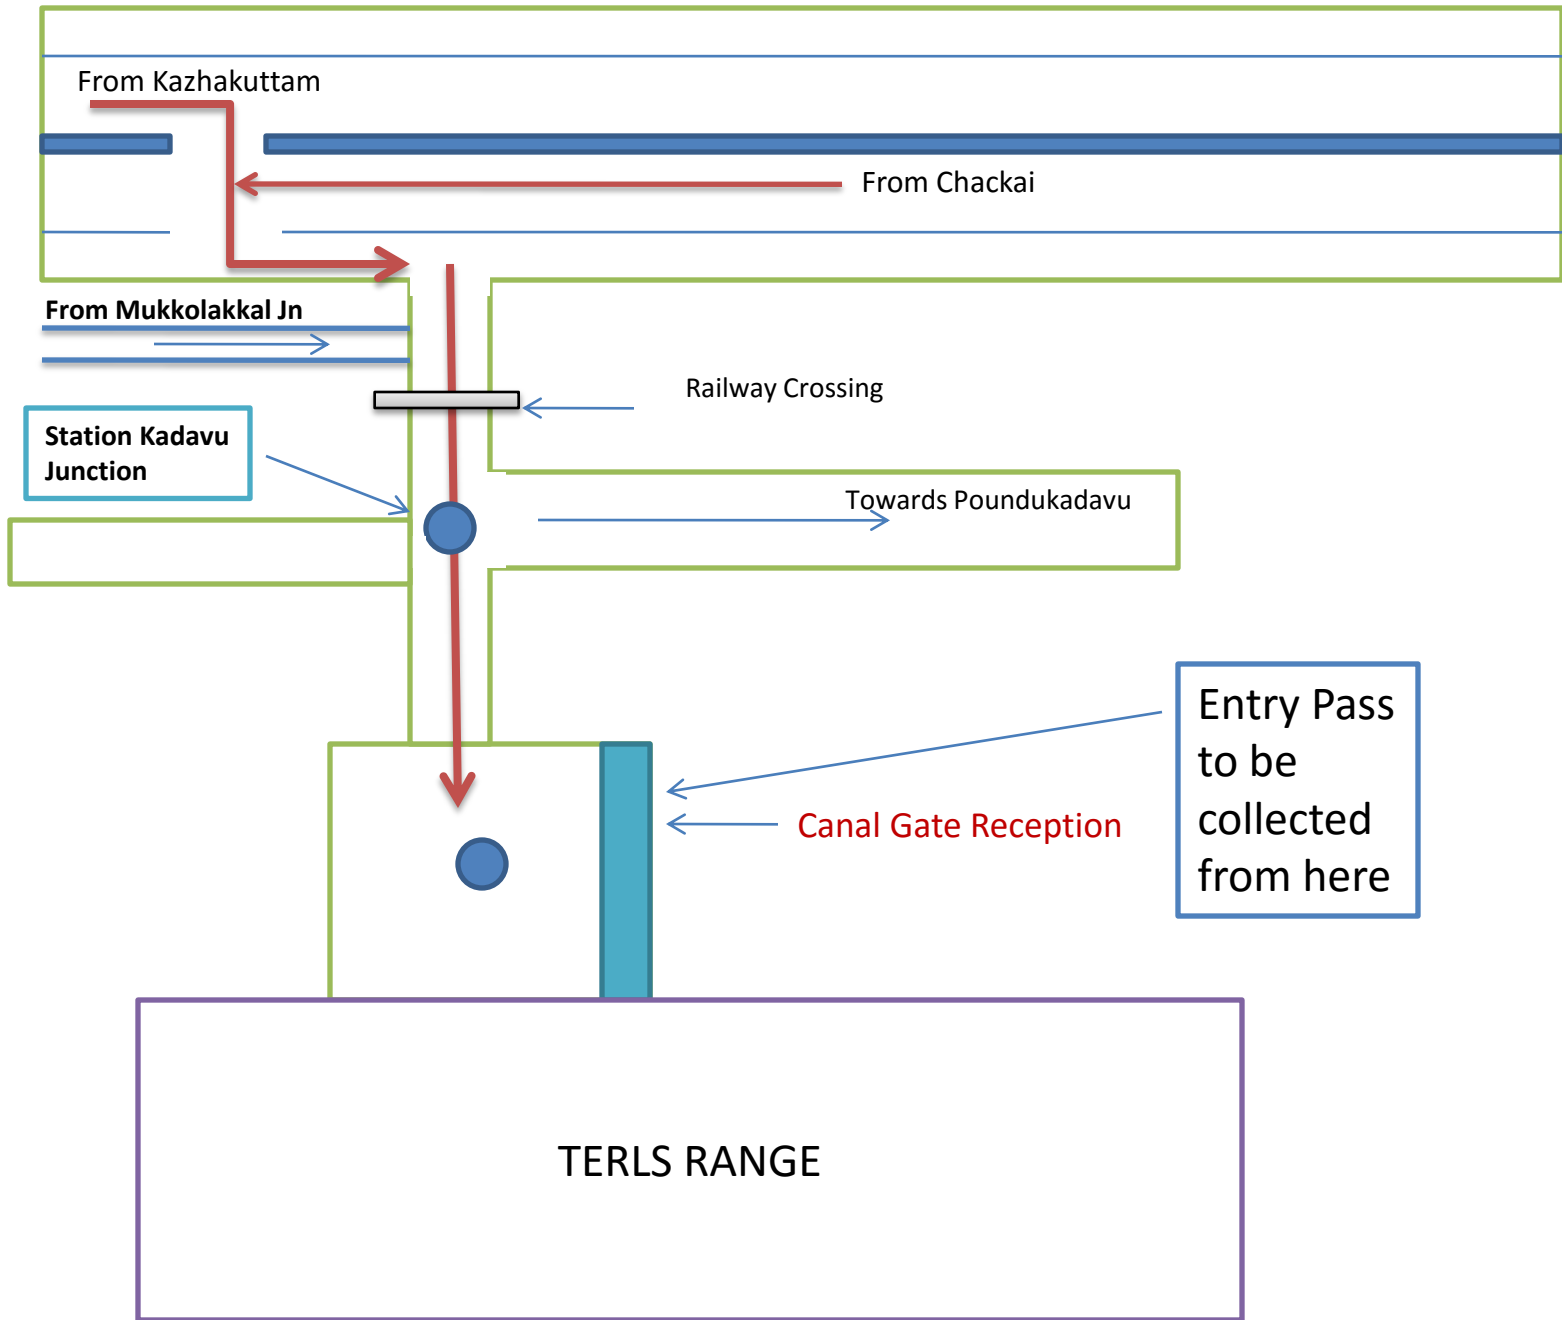 From Kazhakuttam
From Chackai
From Mukkolakkal Jn
Railway Crossing
Station Kadavu
Junction
Towards Poundukadavu
Entry Pass
to be
collected
from here
Canal Gate Reception
TERLS RANGE